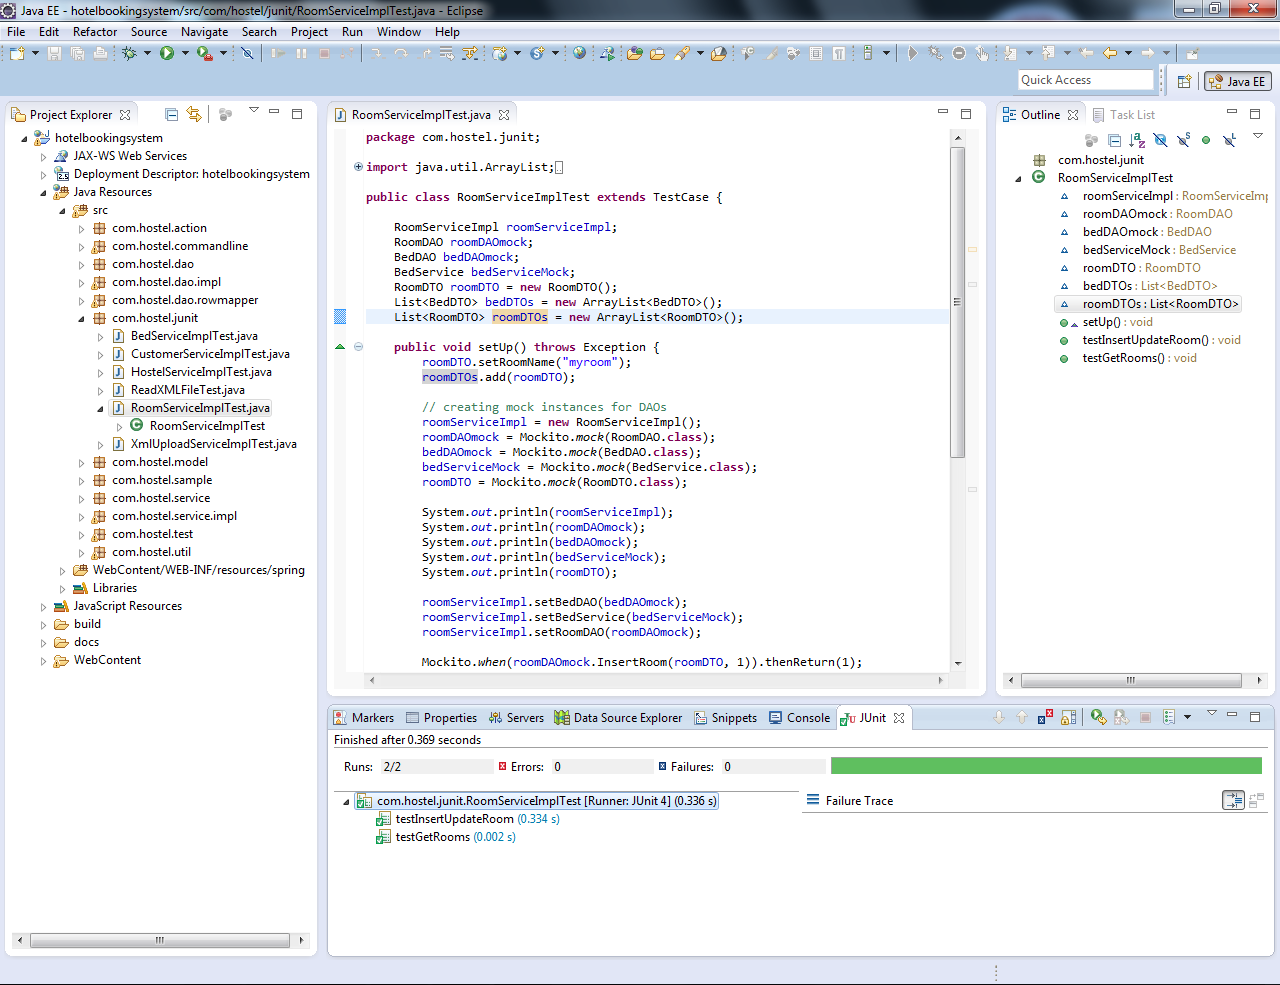 Java EE - hotelbookingsystem/src/com/hostel/junit/RoomServiceImplTest.java - Eclipse
File Edit Refactor Source Navigate Search Project Run Window Help
Quick Access
Java EE
Project Explorer
hotelbookingsystem
JAX-WS Web Services
Deployment Descriptor: hotelbookingsystem
Java Resources
src
com.hostel.action
com.hostel.commandline
com.hostel.dao
com.hostel.dao.impl
com.hostel.dao.rowmapper
com.hostel.junit
BedServiceImplTest.java
CustomerServiceImplTest.java
HostelServiceImplTest.java
ReadXMLFileTest.java
RoomServiceImplTest.java
RoomServiceImplTest
XmlUploadServiceImplTest.java
com.hostel.model
com.hostel.sample
com.hostel.service
com.hostel.service.impl
com.hostel.test
com.hostel.util
WebContent/WEB-INF/resources/spring
Libraries
JavaScript Resources
build
docs
WebContent
RoomServiceImplTest.java
package com.hostel.junit;
import java.util.ArrayList;
public class RoomServiceImplTest extends TestCase {
RoomServiceImpl roomServiceImpl;
RoomDAO roomDAOmock;
BedDAO bedDAOmock;
BedService bedServiceMock;
RoomDTO roomDTO = new RoomDTO();
List<BedDTO> bedDTOs = new ArrayList<BedDTO>();
List<RoomDTO> roomDTOs = new ArrayList<RoomDTO>();
public void setUp() throws Exception {
roomDTO.setRoomName("myroom");
roomDTOs.add(roomDTO);
// creating mock instances for DAOs
roomServiceImpl = new RoomServiceImpl();
roomDAOmock = Mockito.mock(RoomDAO.class);
bedDAOmock = Mockito.mock(BedDAO.class);
bedServiceMock = Mockito.mock(BedService.class);
roomDTO = Mockito.mock(RoomDTO.class);
System.out.println(roomServiceImpl);
System.out.println(roomDAOmock);
System.out.println(bedDAOmock);
System.out.println(bedServiceMock);
System.out.println(roomDTO);
roomServiceImpl.setBedDAO(bedDAOmock);
roomServiceImpl.setBedService(bedServiceMock);
roomServiceImpl.setRoomDAO(roomDAOmock);
Mockito.when(roomDAOmock.InsertRoom(roomDTO, 1)).thenReturn(1);
Outline Task List
com.hostel.junit
RoomServiceImplTest
roomServiceImpl : RoomServiceImp
roomDAOmock : RoomDAO
bedDAOmock : BedDAO
bedServiceMock : BedService
roomDTO : RoomDTO
bedDTOs : List<BedDTO>
roomDTOs : List<RoomDTO>
setUp() : void
testInsertUpdateRoom() : void
testGetRooms() : void
Markers Properties Servers Data Source Explorer Snippets Console JUnit
Finished after 0.369 seconds
Runs: 2/2 Errors: 0 Failures: 0
com.hostel.junit.RoomServiceImplTest [Runner: JUnit 4] (0.336 s)
testInsertUpdateRoom (0.334 s)
testGetRooms (0.002 s)
Failure Trace